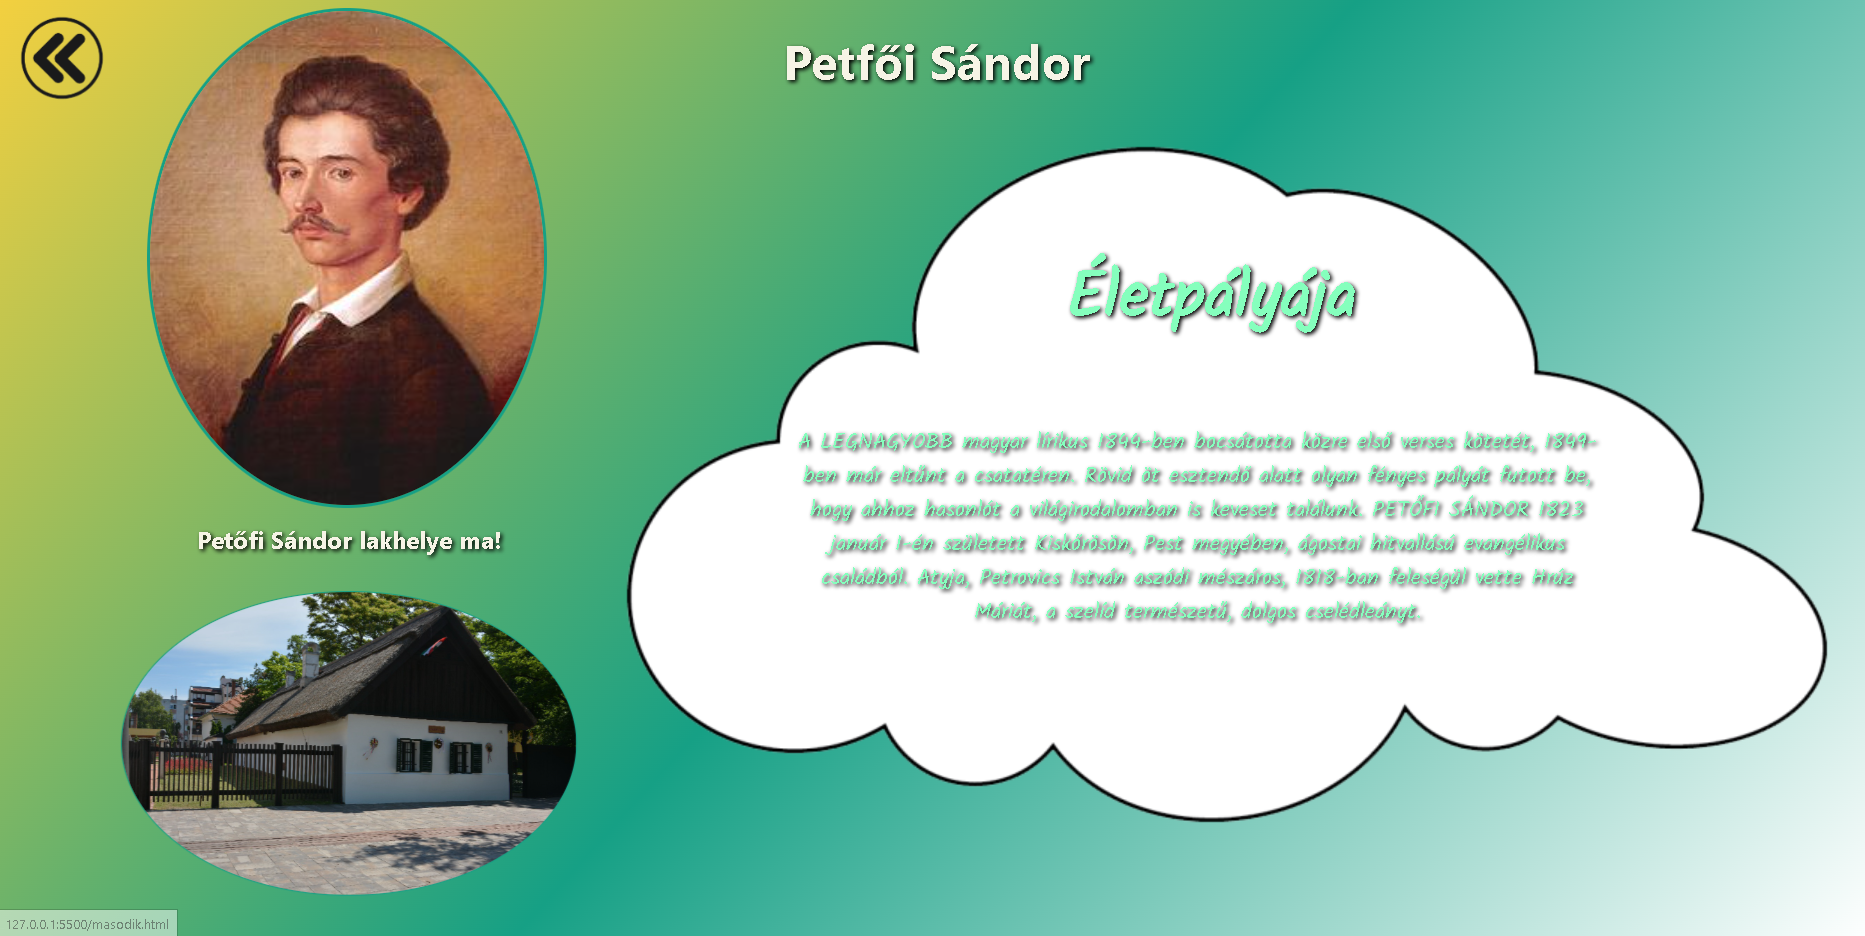 Petfői Sándor
Életpályája
A LEGNAGYOBB magyar lírikus 1844-ben bocsátotta közre első verses kötetét, 1849-
ben már eltűnt a csatatéren. Rövid öt esztendő alatt olyan fényes pályát futott be,
hogy ahhoz hasonlót a világirodalomban is keveset találunk. PETŐFI SÁNDOR 1823
január 1-én született Kiskőrösön, Pest megyében, ágostai hitvallású evangélikus
családból. Atyja, Petrovics István aszódi mészáros, 1818-ban feleségül vette Hrúz
Máriát, a szelíd természetű, dolgos cselédleányt.
Petőfi Sándor lakhelye ma!
127.0.0.1:5500/masodik.html